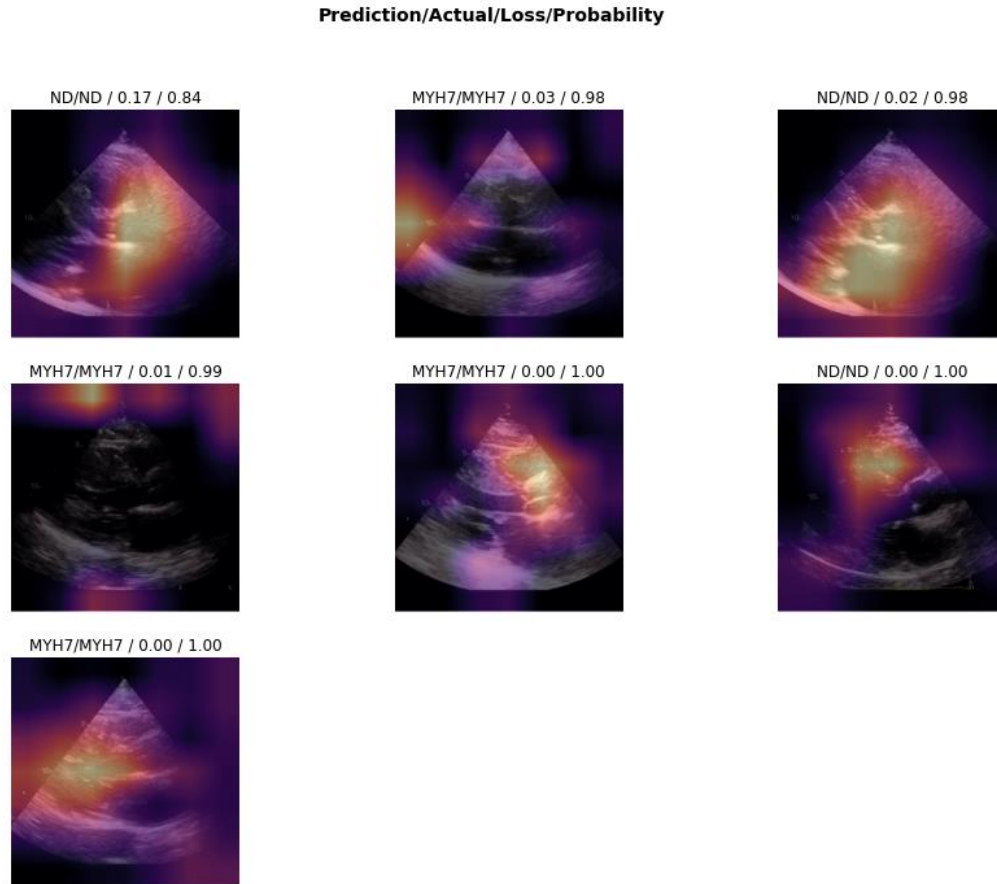 Prediction/Actual/Loss/Probability
ND/ND / 0.17 / 0.84
MYH7/MYH7 / 0.03 / 0.98
ND/ND / 0.02 / 0.98
MYH7/MYH7 / 0.01 / 0.99
MYH7/MYH7 / 0.00 / 1.00
ND/ND / 0.00 / 1.00
MYH7/MYH7 / 0.00 / 1.00